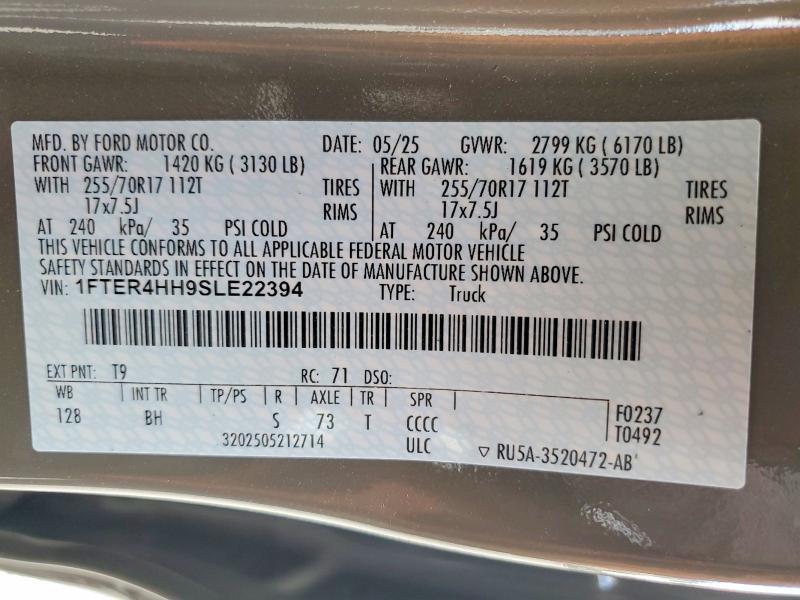 MFD. BY FORD MOTOR CO. DATE: 05/25 GVWR: 2799 KG ( 6170 LB)
FRONT GAWR: 1420 KG ( 3130 LB) REAR GAWR: 1619 KG ( 3570 LB)
WITH 255/70R17 112T TIRES WITH 255/70R17 112T TIRES
17x7.5J RIMS 17x7.5J RIMS
AT 240 kPa/ 35 PSI COLD AT 240 kPa/ 35 PSI COLD
THIS VEHICLE CONFORMS TO ALL APPLICABLE FEDERAL MOTOR VEHICLE
SAFETY STANDARDS IN EFFECT ON THE DATE OF MANUFACTURE SHOWN ABOVE.
VIN: 1FTER4HH9SLE22394 TYPE: Truck
EXT PNT: T9 RC: 71 DSO:
WB INT TR TP/PS R AXLE TR SPR
128 BH S 73 T CCCC F0237
3202505212714 ULC T0492
▽ RU5A-3520472-AB